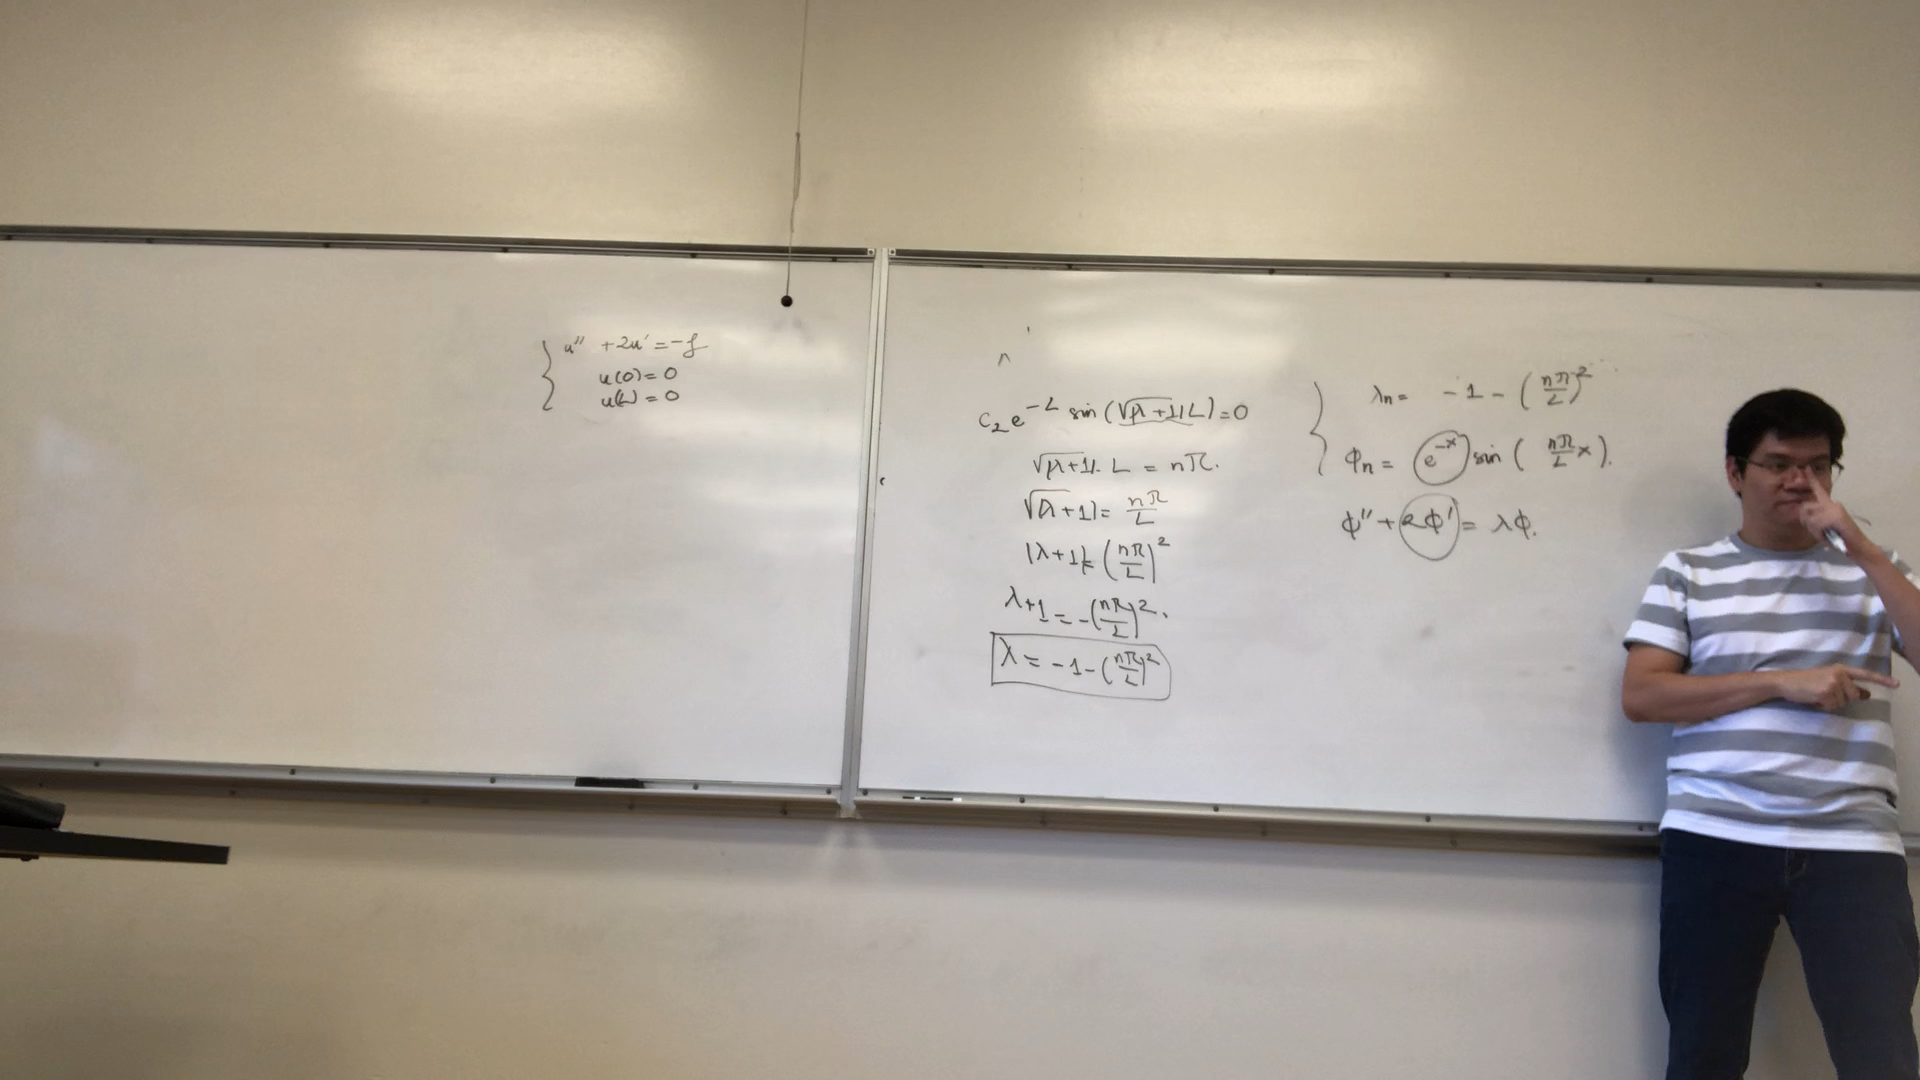 u'' + 2u' = -f
u(0) = 0
u(L) = 0
c₂ e^{-L} sin(√|λ+1| L) = 0
√|λ+1| · L = nπ.
√|λ+1| = nπ/L
|λ+1| = (nπ/L)²
λ+1 = -(nπ/L)².
λ = -1 - (nπ/L)²
λn = -1 - (nπ/L)²
φn = e^{-x} sin( nπ/L x ).
φ'' + 2φ' = λφ.